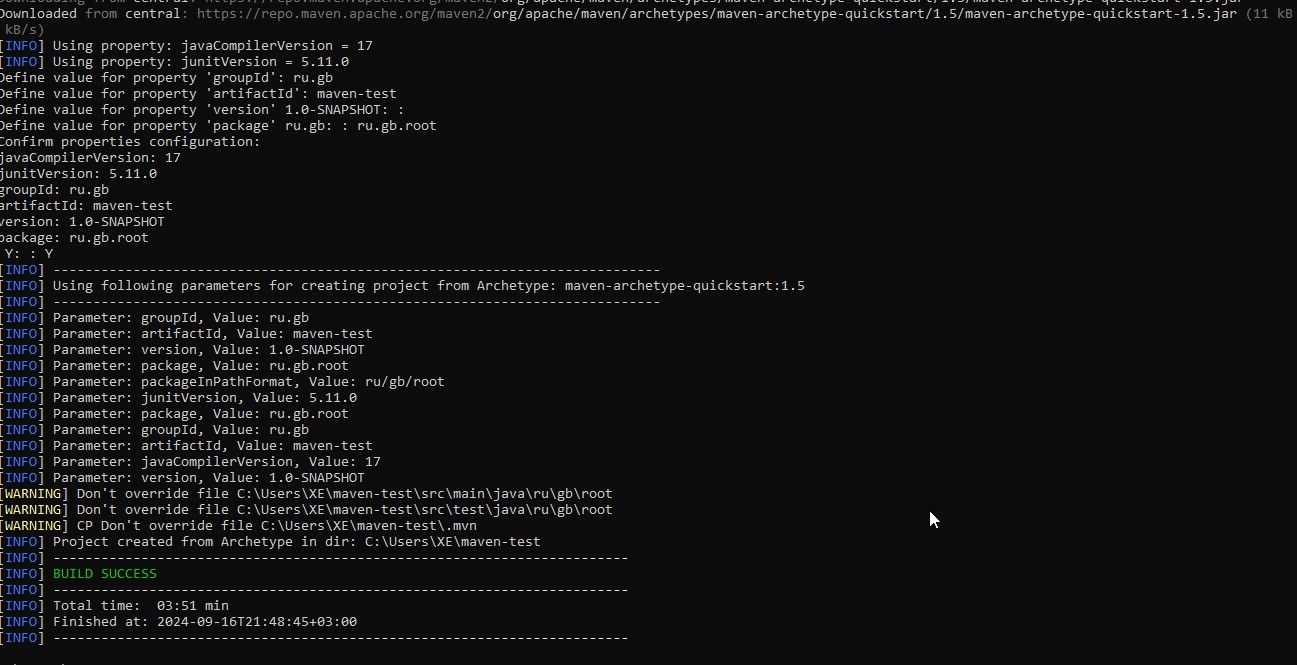 Downloaded from central: https://repo.maven.apache.org/maven2/org/apache/maven/archetypes/maven-archetype-quickstart/1.5/maven-archetype-quickstart-1.5.jar (11 kB
kB/s)
[INFO] Using property: javaCompilerVersion = 17
[INFO] Using property: junitVersion = 5.11.0
Define value for property 'groupId': ru.gb
Define value for property 'artifactId': maven-test
Define value for property 'version' 1.0-SNAPSHOT: :
Define value for property 'package' ru.gb: : ru.gb.root
Confirm properties configuration:
javaCompilerVersion: 17
junitVersion: 5.11.0
groupId: ru.gb
artifactId: maven-test
version: 1.0-SNAPSHOT
package: ru.gb.root
Y: : Y
[INFO] ----------------------------------------------------------------------------
[INFO] Using following parameters for creating project from Archetype: maven-archetype-quickstart:1.5
[INFO] ----------------------------------------------------------------------------
[INFO] Parameter: groupId, Value: ru.gb
[INFO] Parameter: artifactId, Value: maven-test
[INFO] Parameter: version, Value: 1.0-SNAPSHOT
[INFO] Parameter: package, Value: ru.gb.root
[INFO] Parameter: packageInPathFormat, Value: ru/gb/root
[INFO] Parameter: junitVersion, Value: 5.11.0
[INFO] Parameter: package, Value: ru.gb.root
[INFO] Parameter: groupId, Value: ru.gb
[INFO] Parameter: artifactId, Value: maven-test
[INFO] Parameter: javaCompilerVersion, Value: 17
[INFO] Parameter: version, Value: 1.0-SNAPSHOT
[WARNING] Don't override file C:\Users\XE\maven-test\src\main\java\ru\gb\root
[WARNING] Don't override file C:\Users\XE\maven-test\src\test\java\ru\gb\root
[WARNING] CP Don't override file C:\Users\XE\maven-test\.mvn
[INFO] Project created from Archetype in dir: C:\Users\XE\maven-test
[INFO] ------------------------------------------------------------------------
[INFO] BUILD SUCCESS
[INFO] ------------------------------------------------------------------------
[INFO] Total time:  03:51 min
[INFO] Finished at: 2024-09-16T21:48:45+03:00
[INFO] ------------------------------------------------------------------------